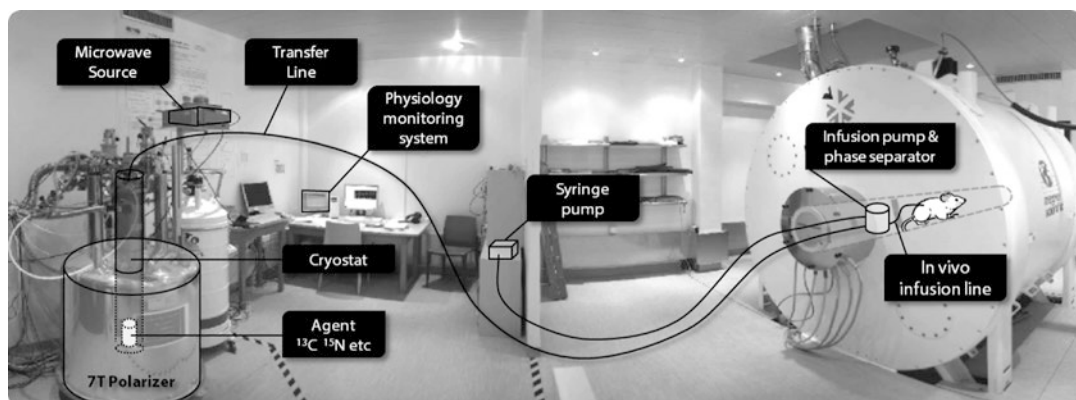 Microwave
Source
Transfer
Line
Physiology
monitoring
system
Infusion pump &
phase separator
Syringe
pump
Cryostat
In vivo
infusion line
Agent
¹³C ¹⁵N etc
7T Polarizer